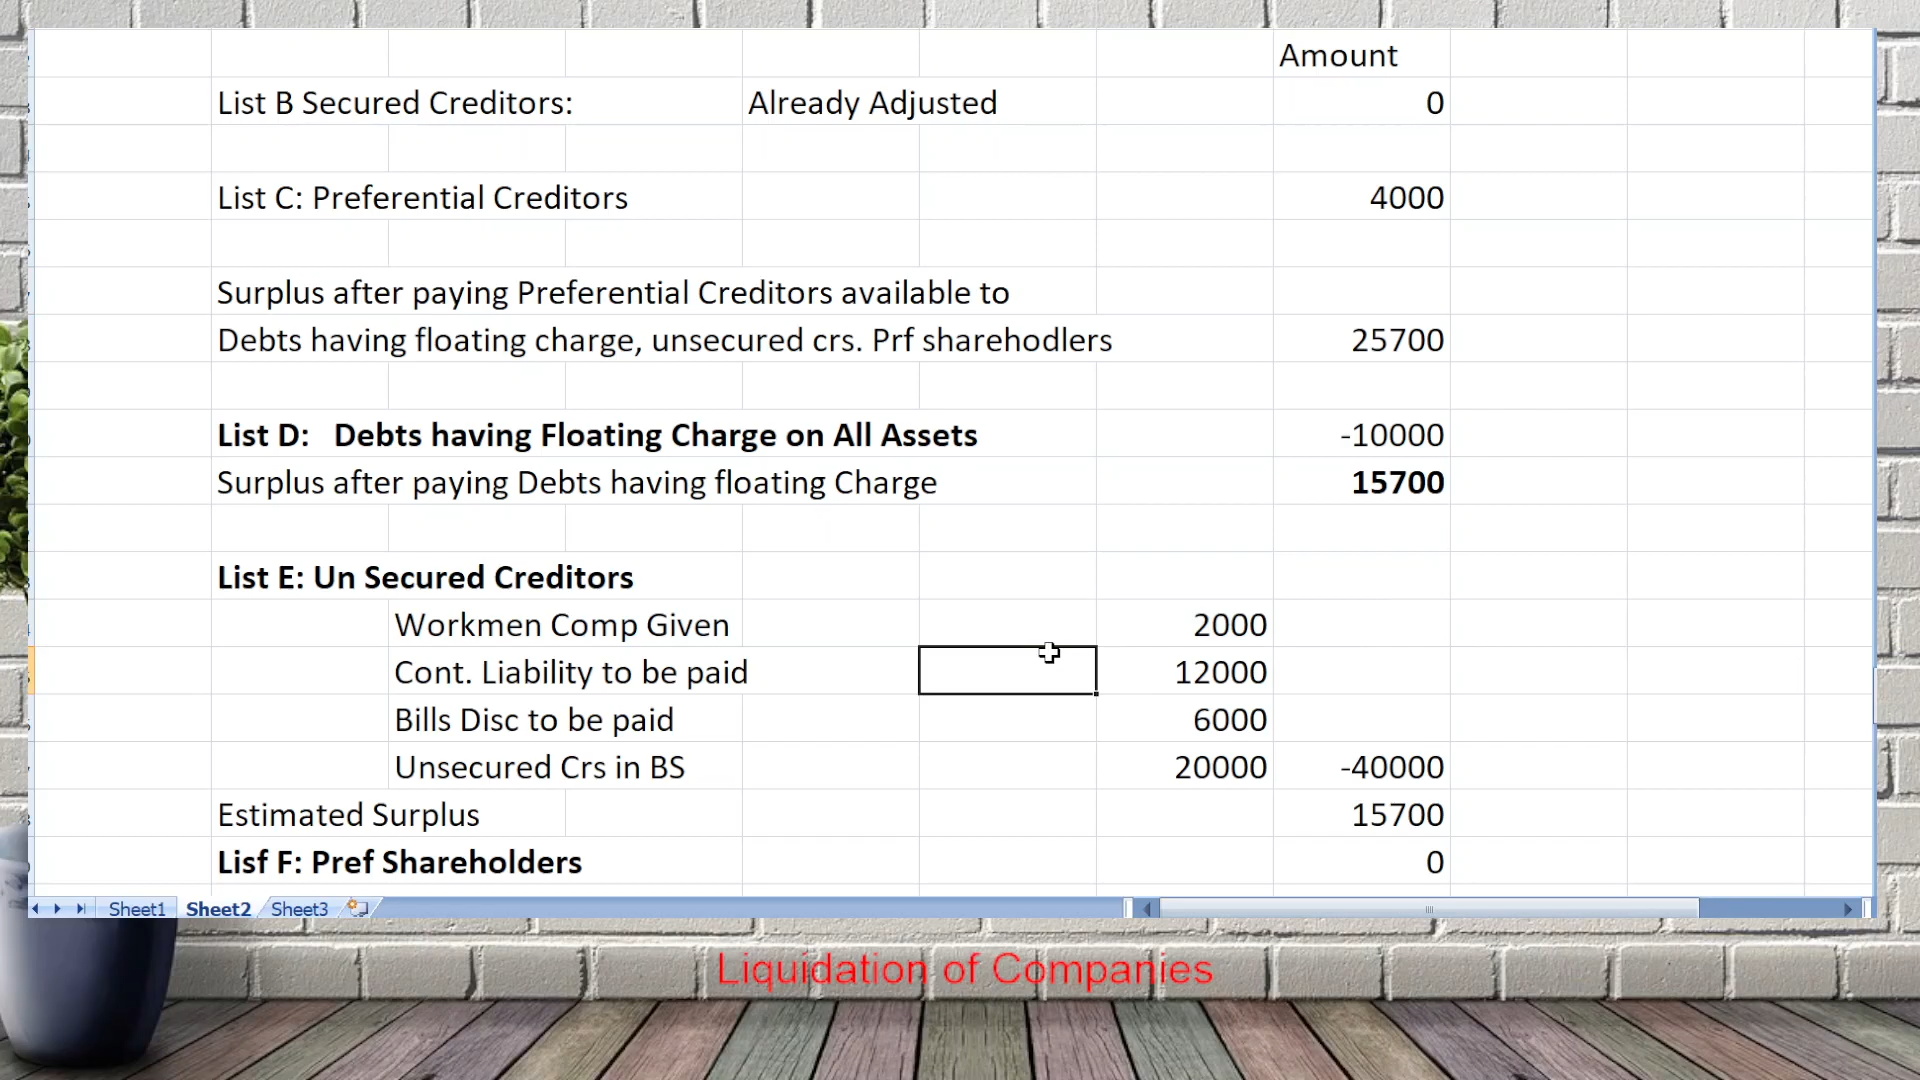 Amount
List B Secured Creditors: Already Adjusted 0
List C: Preferential Creditors 4000
Surplus after paying Preferential Creditors available to
Debts having floating charge, unsecured crs. Prf sharehodlers 25700
List D: Debts having Floating Charge on All Assets -10000
Surplus after paying Debts having floating Charge 15700
List E: Un Secured Creditors
Workmen Comp Given 2000
Cont. Liability to be paid 12000
Bills Disc to be paid 6000
Unsecured Crs in BS 20000 -40000
Estimated Surplus 15700
Lisf F: Pref Shareholders 0
Sheet1 Sheet2 Sheet3
Liquidation of Companies